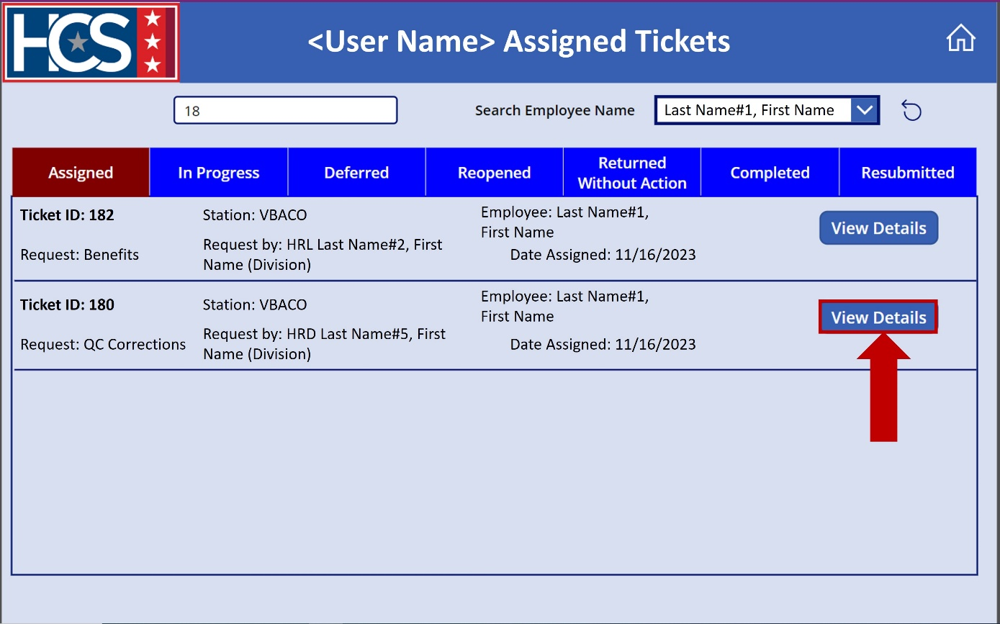 HCS
<User Name> Assigned Tickets
18
Search Employee Name
Last Name#1, First Name
Assigned
In Progress
Deferred
Reopened
Returned
Without Action
Completed
Resubmitted
Ticket ID: 182
Station: VBACO
Employee: Last Name#1,
First Name
View Details
Request: Benefits
Request by: HRL Last Name#2, First
Name (Division)
Date Assigned: 11/16/2023
Ticket ID: 180
Station: VBACO
Employee: Last Name#1,
First Name
View Details
Request: QC Corrections
Request by: HRD Last Name#5, First
Name (Division)
Date Assigned: 11/16/2023